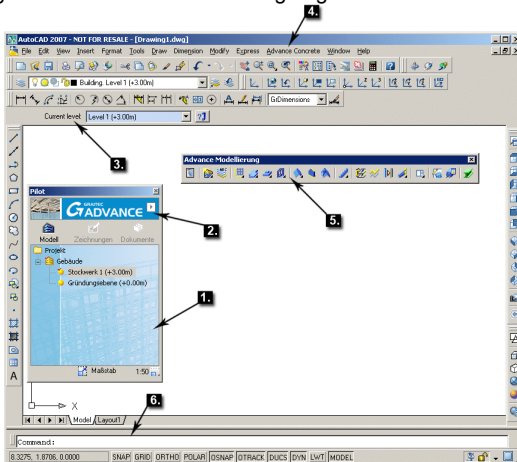 4.
AutoCAD 2007 - NOT FOR RESALE - [Drawing1.dwg]
File Edit View Insert Format Tools Draw Dimension Modify Express Advance Concrete Window Help
Building. Level 1 (+3.00m)
GrDimensions
Current level: Level 1 (+3.00m)
3.
Advance Modellierung
5.
Pilot
GRAITEC
ADVANCE
2.
Modell Zeichnungen Dokumente
Projekt
Gebäude
Stockwerk 1 (+3.00m)
Gründungsebene (+0.00m)
1.
Maßstab 1:50
X
6.
Model Layout1
Command:
8.3275, 1.8706, 0.0000 SNAP GRID ORTHO POLAR OSNAP OTRACK DUCS DYN LWT MODEL